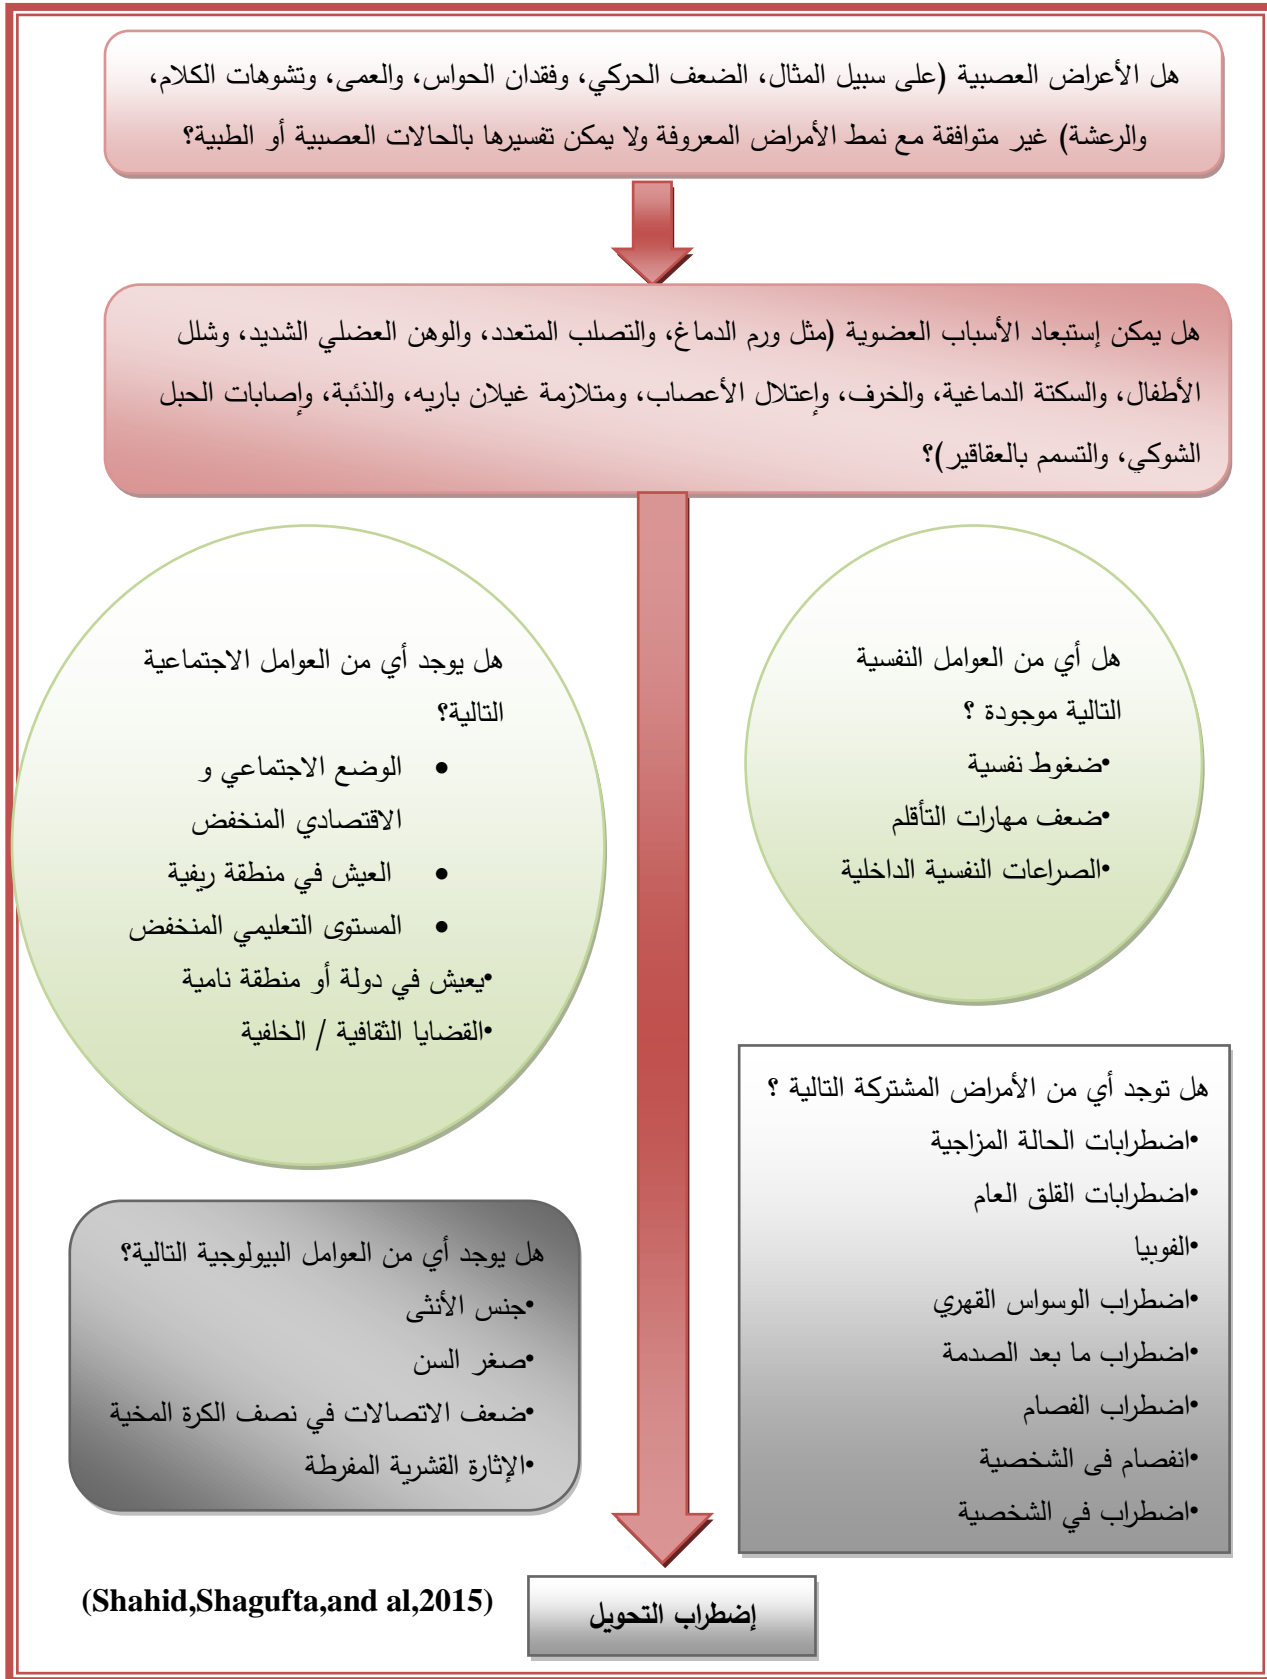 هل الأعراض العصبية (على سبيل المثال، الضعف الحركي، وفقدان الحواس، والعمى، وتشوهات الكلام،
والرعشة) غير متوافقة مع نمط الأمراض المعروفة ولا يمكن تفسيرها بالحالات العصبية أو الطبية؟
هل يمكن إستبعاد الأسباب العضوية (مثل ورم الدماغ، والتصلب المتعدد، والوهن العضلي الشديد، وشلل
الأطفال، والسكتة الدماغية، والخرف، وإعتلال الأعصاب، ومتلازمة غيلان باريه، والذئبة، وإصابات الحبل
الشوكي، والتسمم بالعقاقير)؟
هل أي من العوامل النفسية
التالية موجودة ؟
•ضغوط نفسية
•ضعف مهارات التأقلم
•الصراعات النفسية الداخلية
هل يوجد أي من العوامل الاجتماعية
التالية؟
• الوضع الاجتماعي و
الاقتصادي المنخفض
• العيش في منطقة ريفية
• المستوى التعليمي المنخفض
•يعيش في دولة أو منطقة نامية
•القضايا الثقافية / الخلفية
هل توجد أي من الأمراض المشتركة التالية ؟
•اضطرابات الحالة المزاجية
•اضطرابات القلق العام
•الفوبيا
•اضطراب الوسواس القهري
•اضطراب ما بعد الصدمة
•اضطراب الفصام
•انفصام فى الشخصية
•اضطراب في الشخصية
هل يوجد أي من العوامل البيولوجية التالية؟
•جنس الأنثى
•صغر السن
•ضعف الاتصالات في نصف الكرة المخية
•الإثارة القشرية المفرطة
إضطراب التحويل
(Shahid,Shagufta,and al,2015)